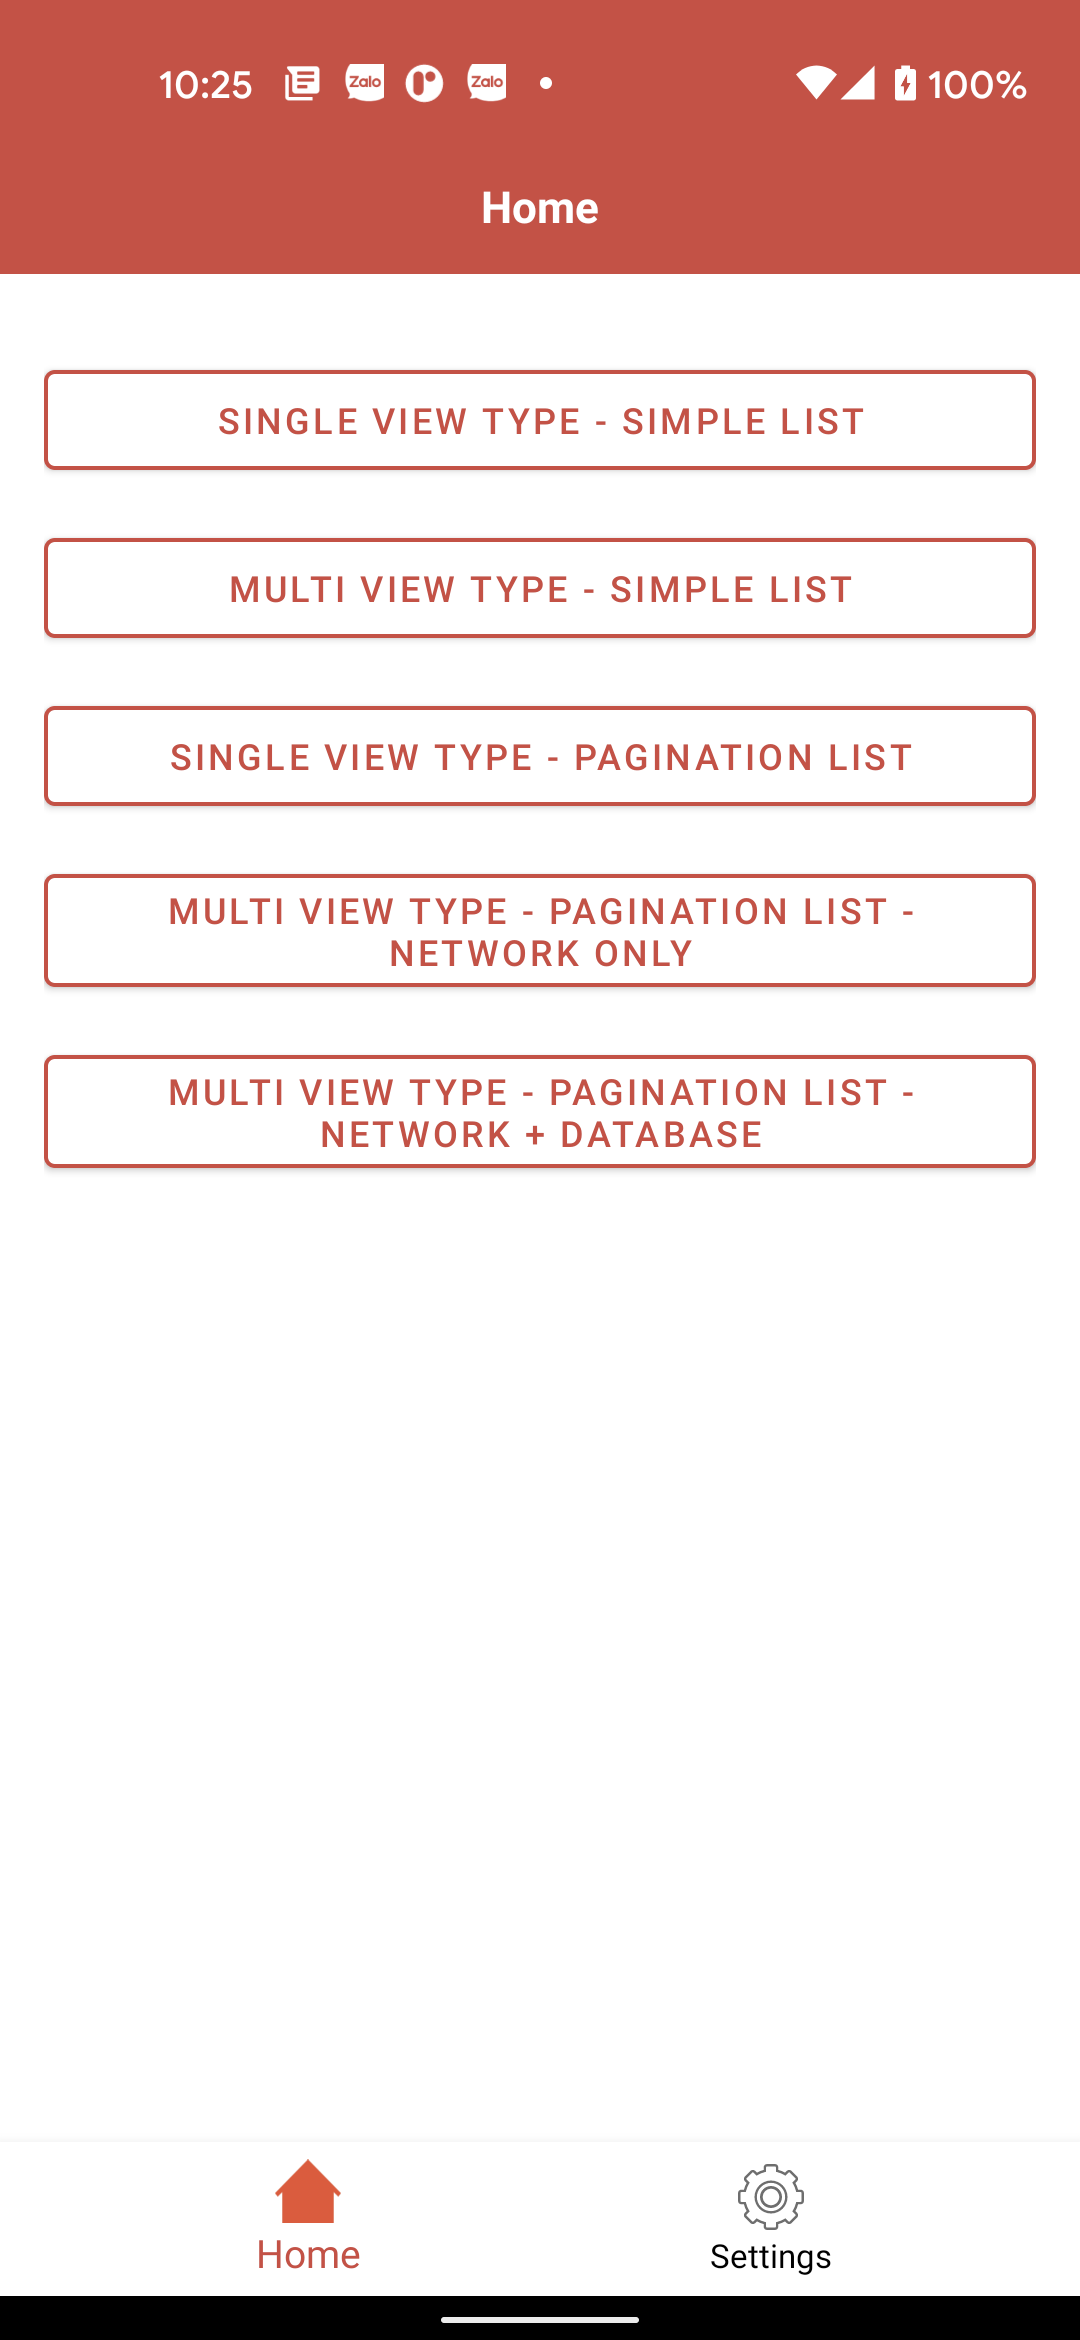 10:25 Zalo Zalo 100%
Home
SINGLE VIEW TYPE - SIMPLE LIST
MULTI VIEW TYPE - SIMPLE LIST
SINGLE VIEW TYPE - PAGINATION LIST
MULTI VIEW TYPE - PAGINATION LIST -
NETWORK ONLY
MULTI VIEW TYPE - PAGINATION LIST -
NETWORK + DATABASE
Home
Settings